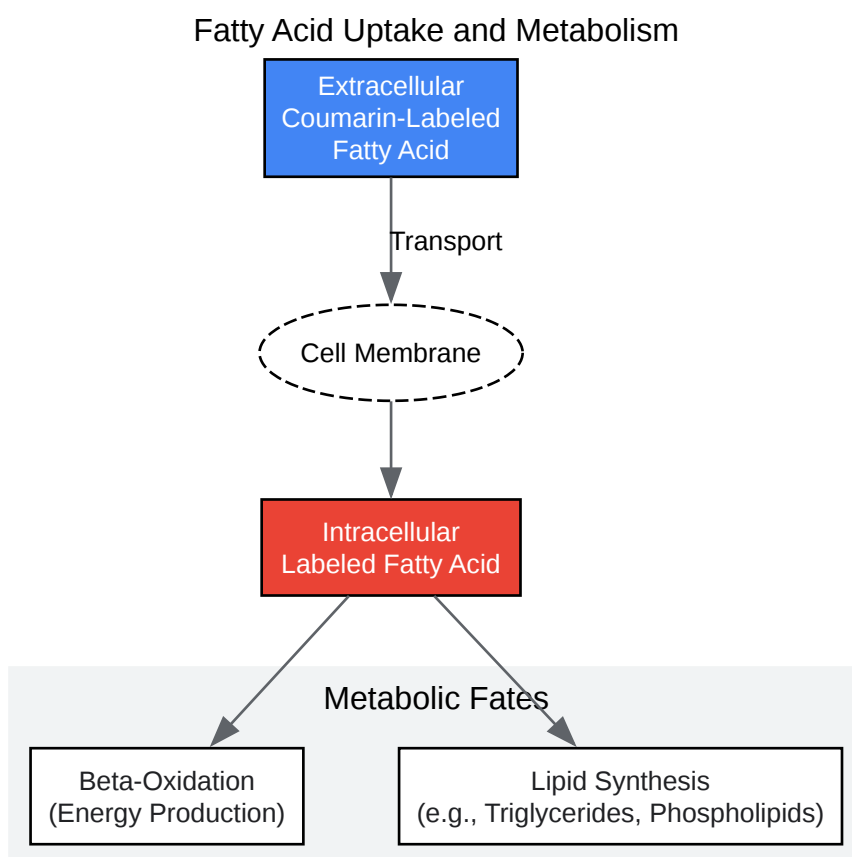 Fatty Acid Uptake and Metabolism
Extracellular
Coumarin-Labeled
Fatty Acid
Transport
Cell Membrane
Intracellular
Labeled Fatty Acid
Metabolic Fates
Beta-Oxidation
(Energy Production)
Lipid Synthesis
(e.g., Triglycerides, Phospholipids)